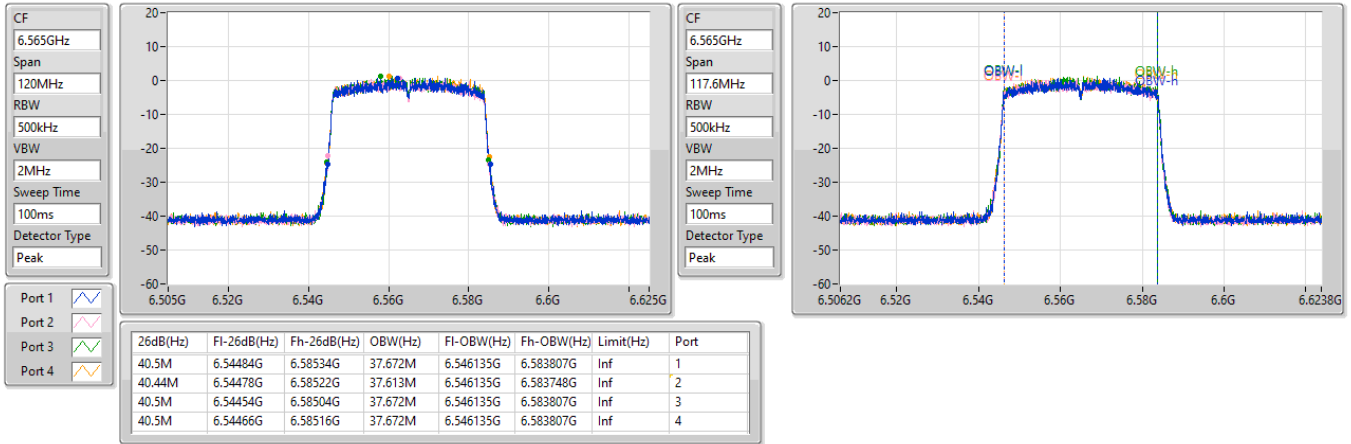 CF
6.565GHz
Span
120MHz
RBW
500kHz
VBW
2MHz
Sweep Time
100ms
Detector Type
Peak
20
10
0
-10
-20
-30
-40
-50
-60
6.505G 6.52G 6.54G 6.56G 6.58G 6.6G 6.625G
CF
6.565GHz
Span
117.6MHz
RBW
500kHz
VBW
2MHz
Sweep Time
100ms
Detector Type
Peak
20
10
0
-10
-20
-30
-40
-50
-60
OBW-l
OBW-h
OBW-h
6.5062G 6.52G 6.54G 6.56G 6.58G 6.6G 6.6238G
Port 1
Port 2
Port 3
Port 4
26dB(Hz) Fl-26dB(Hz) Fh-26dB(Hz) OBW(Hz) Fl-OBW(Hz) Fh-OBW(Hz) Limit(Hz) Port
40.5M 6.54484G 6.58534G 37.672M 6.546135G 6.583807G Inf 1
40.44M 6.54478G 6.58522G 37.613M 6.546135G 6.583748G Inf 2
40.5M 6.54454G 6.58504G 37.672M 6.546135G 6.583807G Inf 3
40.5M 6.54466G 6.58516G 37.672M 6.546135G 6.583807G Inf 4